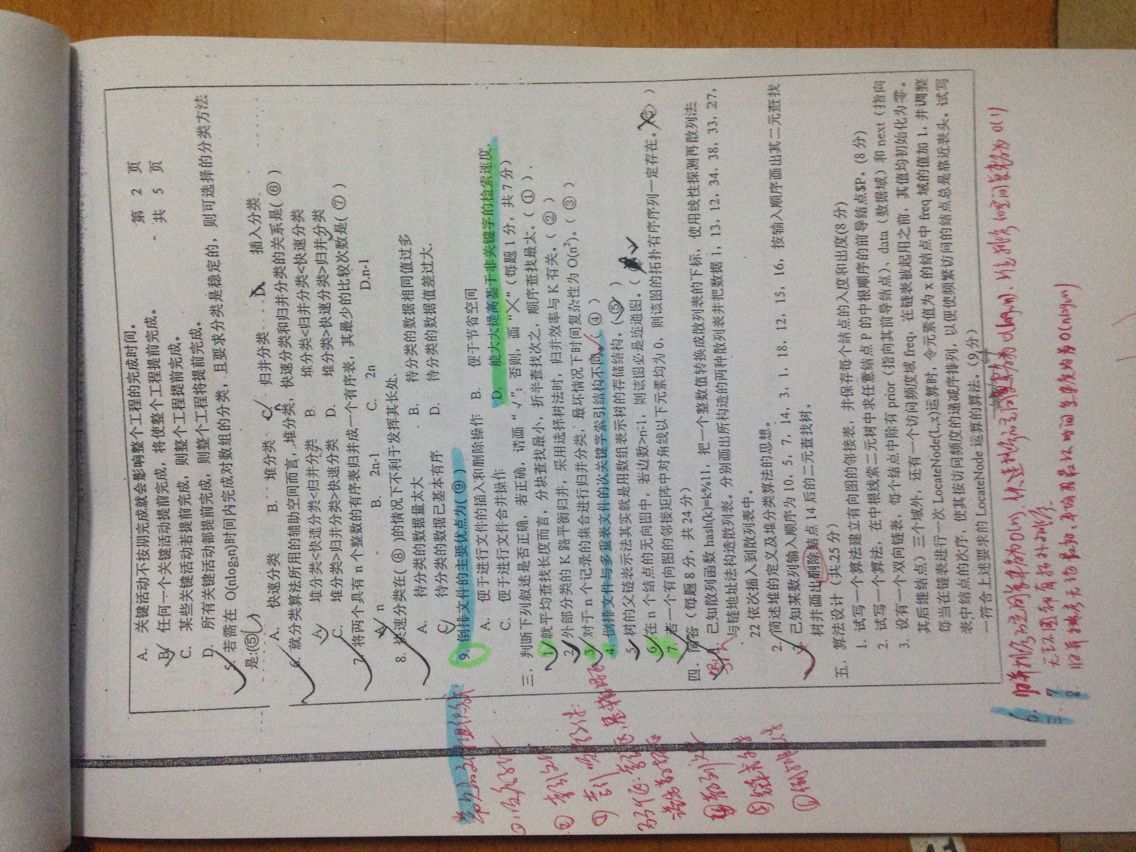 第 2 页
共 5 页
A. 关键活动不按期完成就会影响整个工程的完成时间。
B. 任何一个关键活动提前完成，将使整个工程提前完成。
C. 某些关键活动若提前完成，则整个工程提前完成。
D. 所有关键活动都提前完成，则整个工程将提前完成。
5. 若需在 O(nlog₂n)时间内完成对数组的分类，且要求分类是稳定的，则可选择的分类方法
是:(⑤)
A. 快速分类 B. 堆分类 C. 归并分类 D. 插入分类
6. 就分类算法所用的辅助空间而言，堆分类，快速分类和归并分类的关系是(⑥)
A. 堆分类<快速分类<归并分类 B. 堆分类<归并分类<快速分类
C. 堆分类>归并分类>快速分类 D. 堆分类>快速分类>归并分类
7. 将两个具有 n 个整数的有序表归并成一个有序表，其最少的比较次数是(⑦)
A. n B. 2n-1 C. 2n D. n-1
8. 快速分类在(⑧)的情况下不利于发挥其长处.
A. 待分类的数据量太大 B. 待分类的数据相同值过多
C. 待分类的数据已基本有序 D. 待分类的数据值差过大.
9. 倒排文件的主要优点为(⑨)
A. 便于进行文件的插入和删除操作 B. 便于节省空间
C. 便于进行文件合并操作 D. 能大大提高基于非关键字的检索速度.
三. 判断下列叙述是否正确，若正确，请画"√"；否则，画"×"(每题 1 分，共 7 分)
1. 就平均查找长度而言，分块查找最小，折半查找次之，顺序查找最大。(①)
2. 外部分类的 K 路平衡归并，采用选择树法时，归并效率与 K 有关。(②)
3. 对于 n 个记录的集合进行归并分类，最坏情况下时间复杂性为 O(n²)。(③)
4. 倒排文件与多重表文件的次关键字索引结构不同。(④)
5. 树的父链表示法其实就是用数组表示树的存储结构。(⑤)
6. 在 n 个结点的无向图中，若边数>n-1，则该图必是连通图。
7. 若一个有向图的邻接矩阵中对角线以下元素均为 0，则该图的拓扑有序序列一定存在。
四. 简答 (每题 8 分，共 24 分)
1. 已知散列函数 hash(k)=k%11，把一个整数值转换成散列表的下标，使用线性探测再散列法
与链地址法构造散列表。分别画出所构造的两种散列表并把数据 1, 13, 12, 34, 38, 33, 27,
22 依次插入到散列表中。
2. 简述堆的定义及堆分类算法的思想。
3. 已知某数列输入顺序为 10, 5, 7, 14, 3, 1, 18, 12, 15, 16, 按输入顺序画出其二元查找
树并画出删除结点 14 后的二元查找树。
五. 算法设计 (共 25 分)
1. 试写一个算法建立有向图的邻接表，并保存每个结点的入度和出度(8 分)
2. 试写一个算法，在中根线索二元树中求任意结点 P 的中根顺序的前导结点$P. (8 分)
3. 设有一个双向链表，每个结点中除有 prior (指向其前导结点)、data (数据域) 和 next (指向
其后继结点) 三个域外，还有一个访问频度域 freq，在链表被起用之前，其值均初始化为零。
每当在链表进行一次 LocateNode(L,x)运算时，令元素值为 x 的结点中 freq 域的值加 1，并调整
表中结点的次序，使其按访问频度的递减序排列，以便使频繁访问的结点总是靠近表头。试写
一符合上述要求的 LocateNode 运算的算法。(9 分)